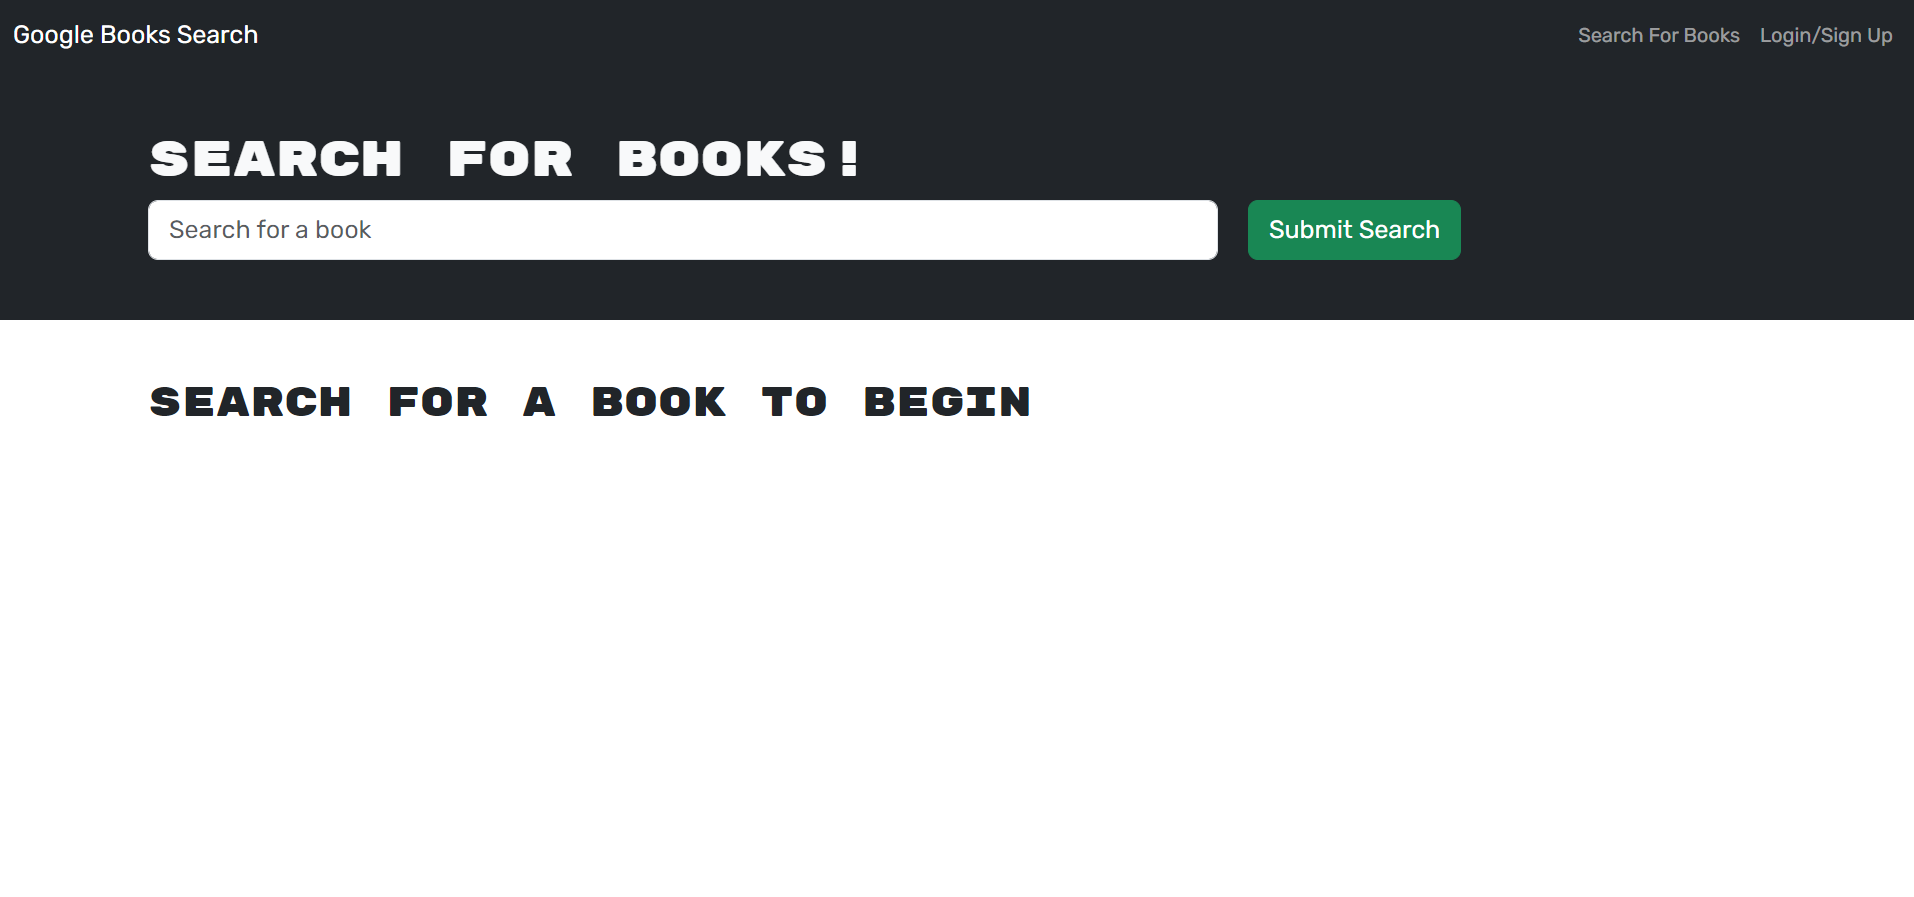 Google Books Search
Search For Books
Login/Sign Up
SEARCH FOR BOOKS!
Search for a book
Submit Search
SEARCH FOR A BOOK TO BEGIN